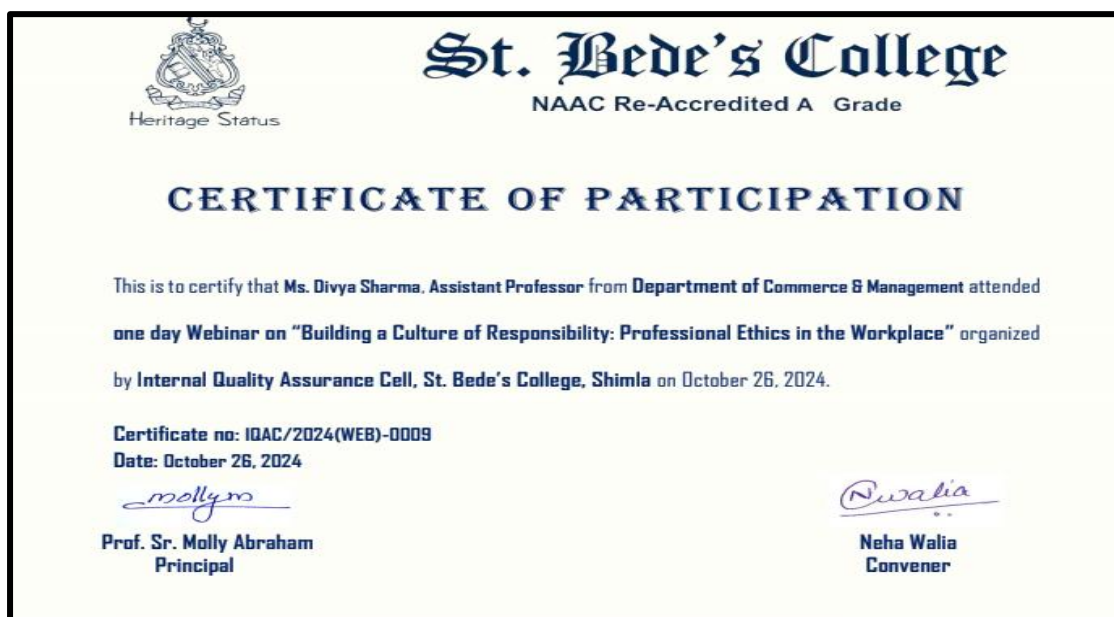 St. Bede's College
NAAC Re-Accredited A Grade
Heritage Status
CERTIFICATE OF PARTICIPATION
This is to certify that Ms. Divya Sharma, Assistant Professor from Department of Commerce & Management attended
one day Webinar on “Building a Culture of Responsibility: Professional Ethics in the Workplace” organized
by Internal Quality Assurance Cell, St. Bede's College, Shimla on October 26, 2024.
Certificate no: IQAC/2024(WEB)-0009
Date: October 26, 2024
mollym
Nwalia
Prof. Sr. Molly Abraham
Neha Walia
Principal
Convener